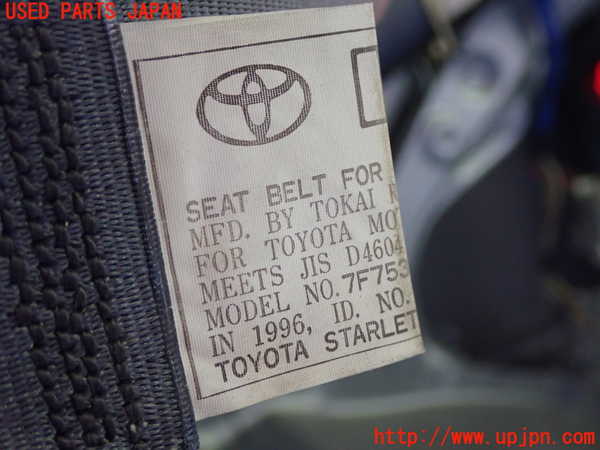 USED PARTS JAPAN
SEAT BELT FOR
MFD. BY TOKAI
FOR TOYOTA MO
MEETS JIS D4604
MODEL NO. 7F753
IN 1996, ID. NO.
TOYOTA STARLET
http://www.upjpn.com